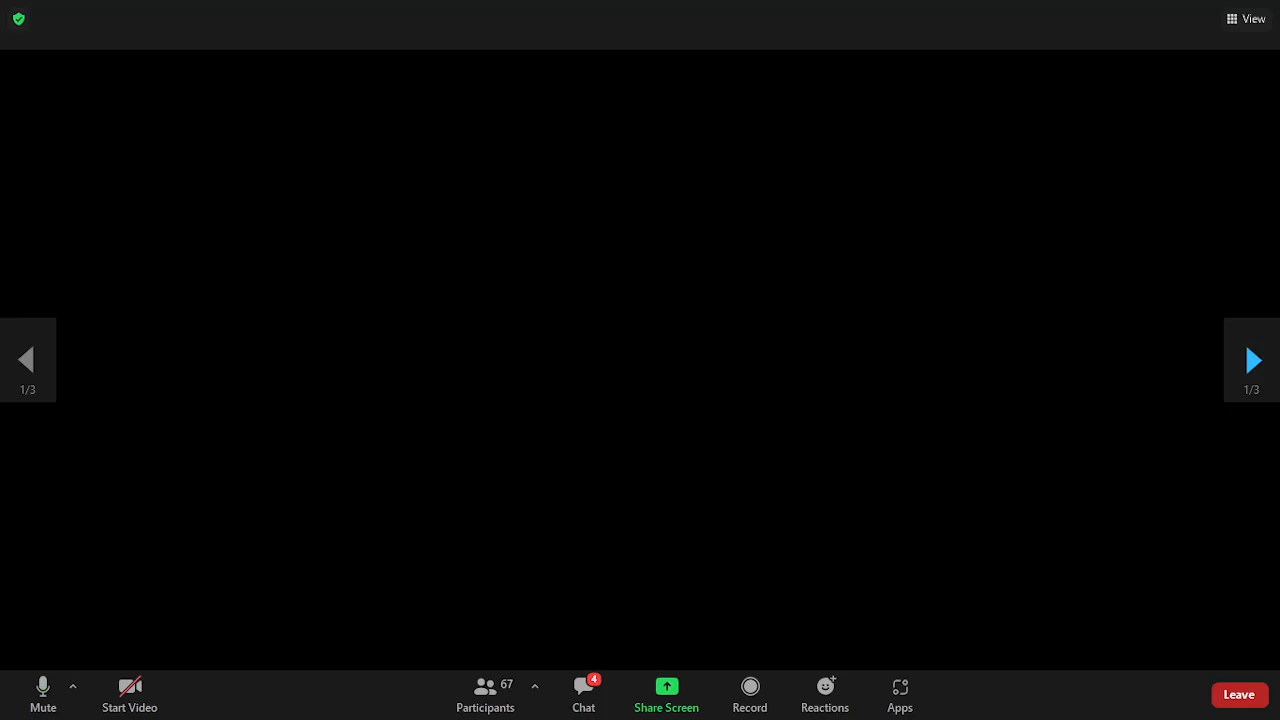 View
1/3
1/3
67
4
Mute
Start Video
Participants
Chat
Share Screen
Record
Reactions
Apps
Leave